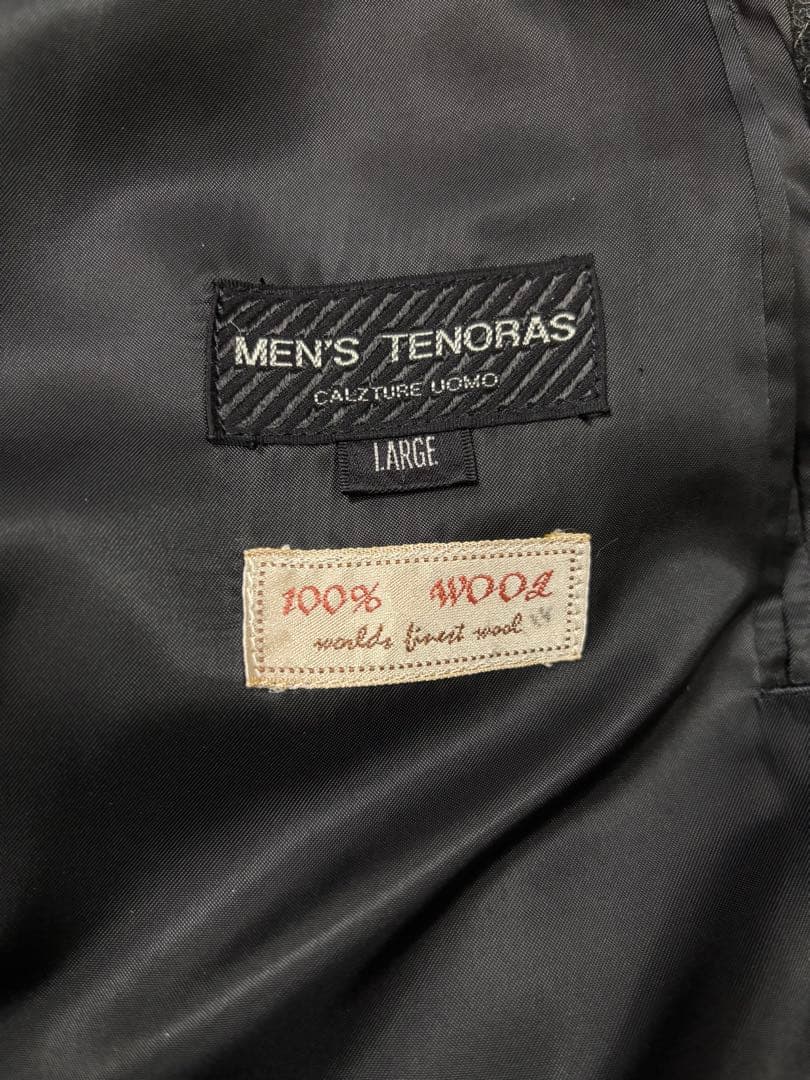 MEN'S TENORAS
CALZTURE UOMO
LARGE
100% WOOL
worlds finest wool